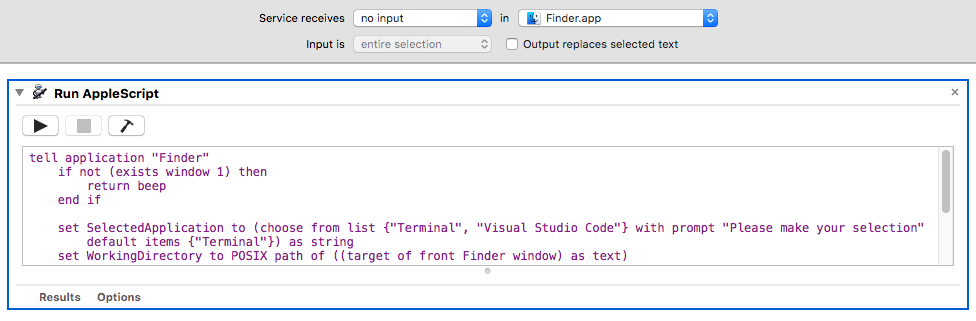 Service receives no input in Finder.app
Input is entire selection Output replaces selected text
Run AppleScript
tell application "Finder"
if not (exists window 1) then
return beep
end if
set SelectedApplication to (choose from list {"Terminal", "Visual Studio Code"} with prompt "Please make your selection"
default items {"Terminal"}) as string
set WorkingDirectory to POSIX path of ((target of front Finder window) as text)
Results Options